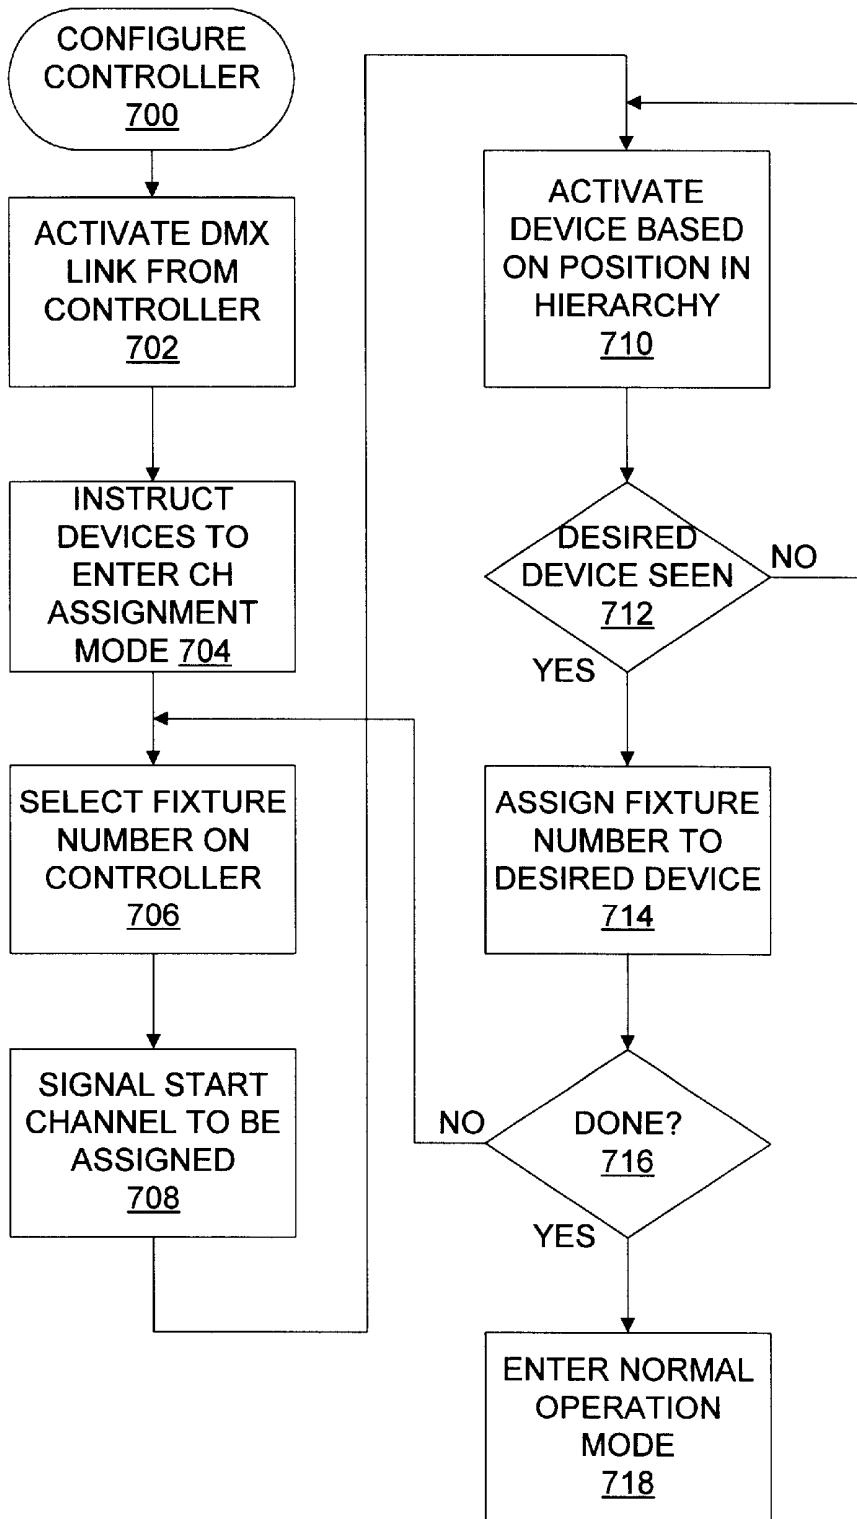 CONFIGURE
CONTROLLER
700
ACTIVATE DMX
LINK FROM
CONTROLLER
702
INSTRUCT
DEVICES TO
ENTER CH
ASSIGNMENT
MODE 704
SELECT FIXTURE
NUMBER ON
CONTROLLER
706
SIGNAL START
CHANNEL TO BE
ASSIGNED
708
ACTIVATE
DEVICE BASED
ON POSITION IN
HIERARCHY
710
DESIRED
DEVICE SEEN
712
NO
YES
ASSIGN FIXTURE
NUMBER TO
DESIRED DEVICE
714
DONE?
716
NO
YES
ENTER NORMAL
OPERATION
MODE
718